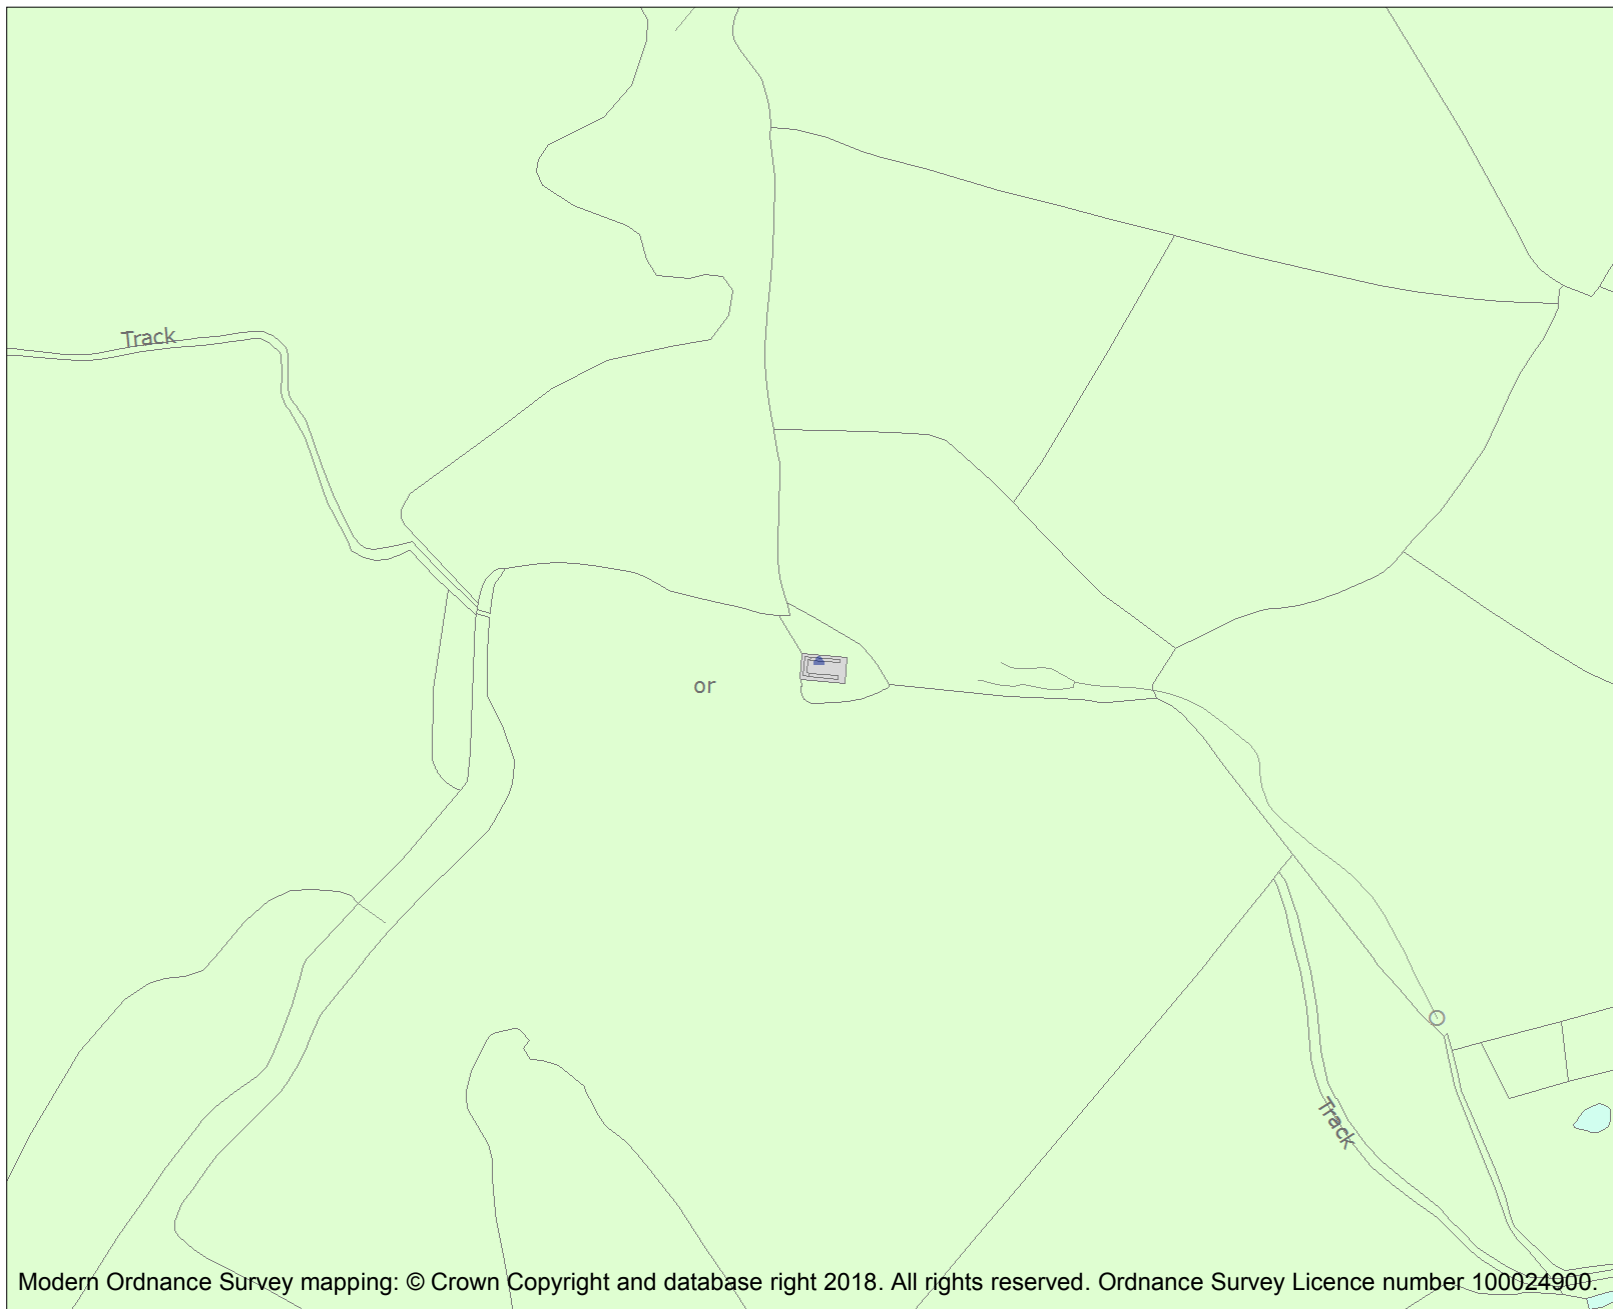 Track
or
Track
Modern Ordnance Survey mapping: © Crown Copyright and database right 2018. All rights reserved. Ordnance Survey Licence number 100024900.